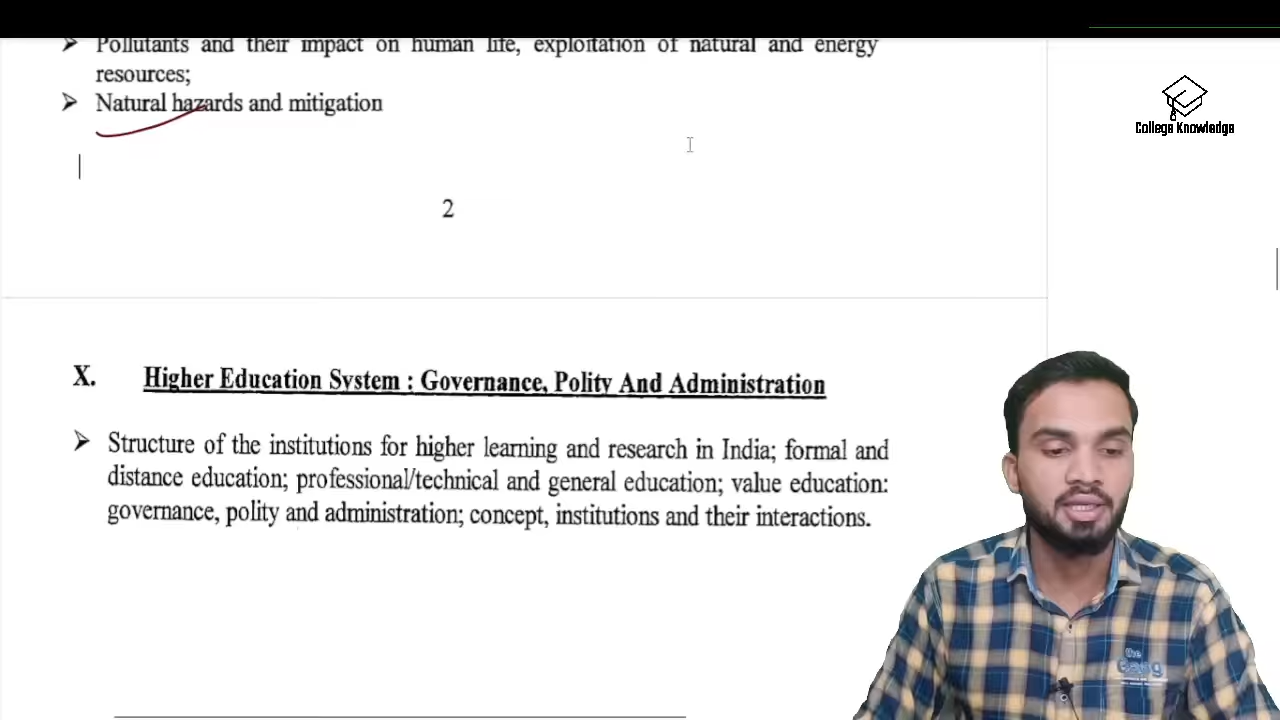 ➤ Pollutants and their impact on human life, exploitation of natural and energy
resources;
➤ Natural hazards and mitigation
College Knowledge
2
X. Higher Education System : Governance, Polity And Administration
➤ Structure of the institutions for higher learning and research in India; formal and
distance education; professional/technical and general education; value education:
governance, polity and administration; concept, institutions and their interactions.
the